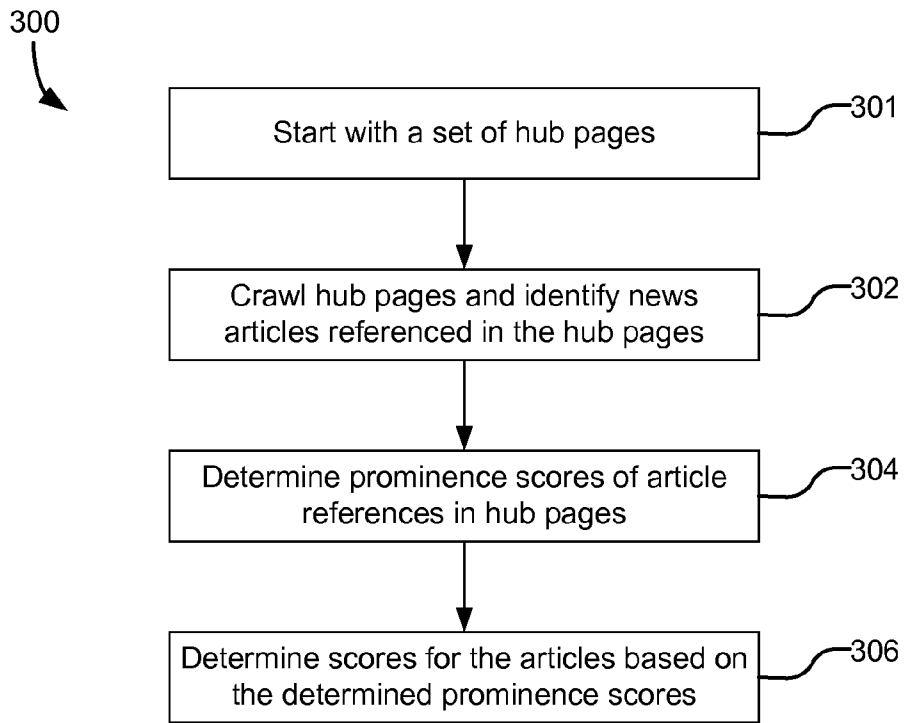 300
Start with a set of hub pages
301
Crawl hub pages and identify news
articles referenced in the hub pages
302
Determine prominence scores of article
references in hub pages
304
Determine scores for the articles based on
the determined prominence scores
306